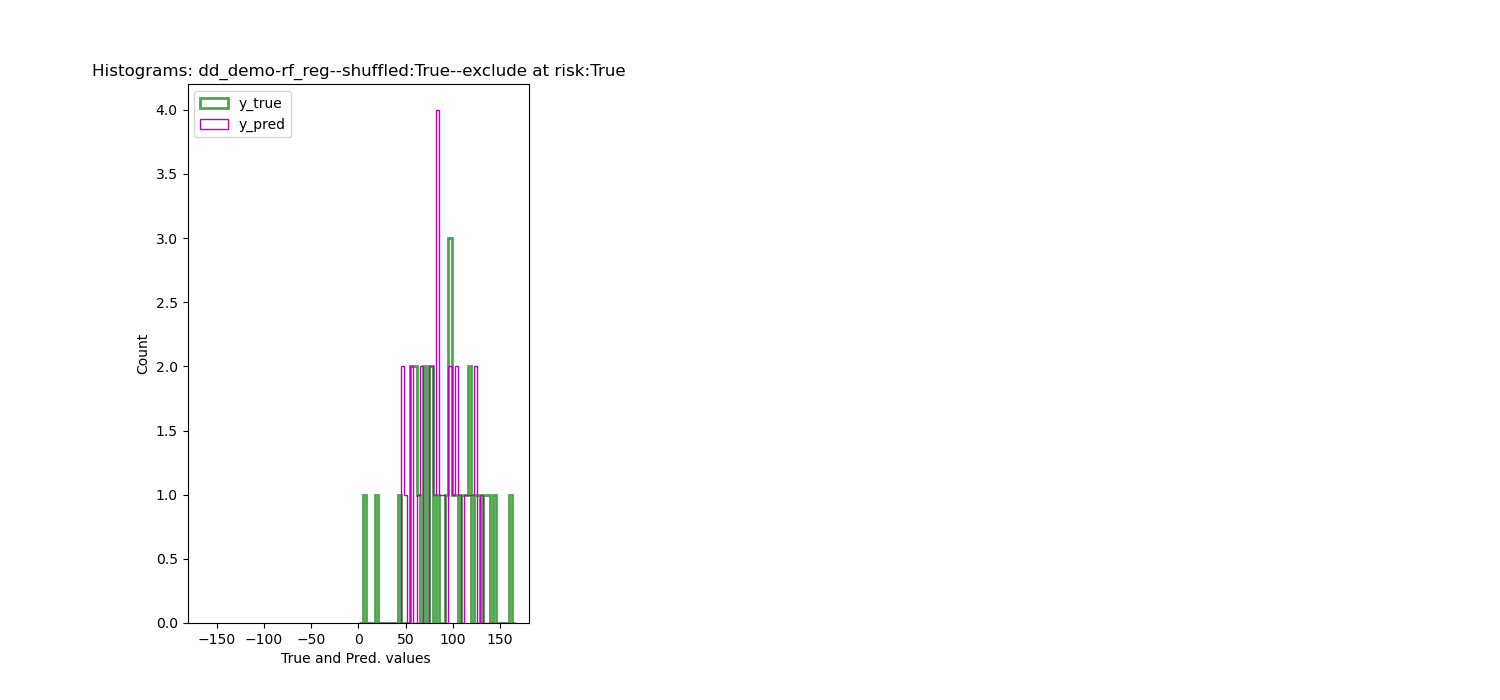 Histograms: dd_demo-rf_reg--shuffled:True--exclude at risk:True
y_true
y_pred
4.0
3.5
3.0
2.5
2.0
1.5
1.0
0.5
0.0
Count
−150 −100 −50 0 50 100 150
True and Pred. values